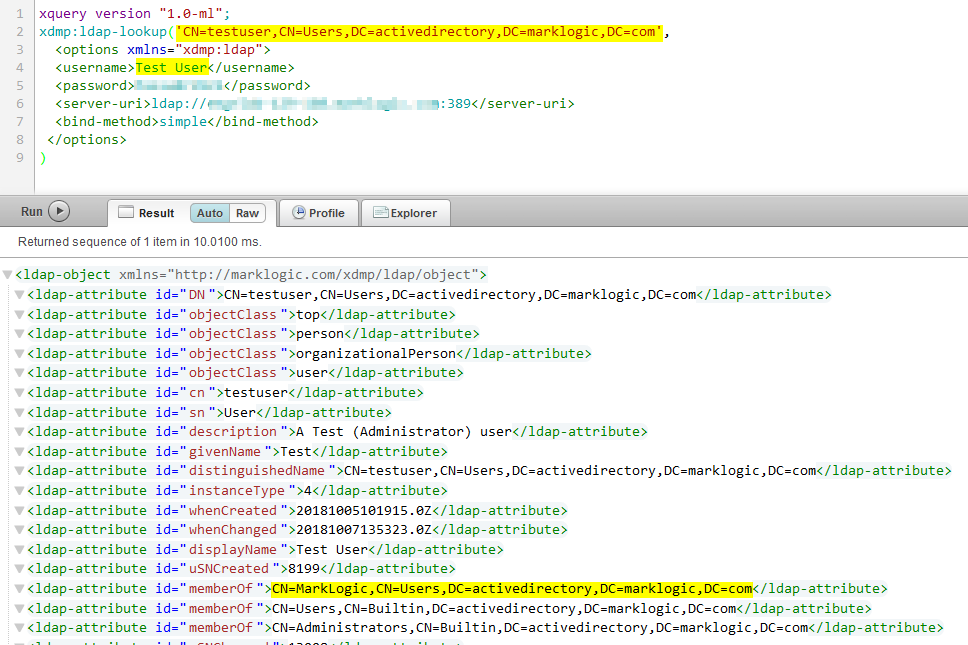 1 xquery version "1.0-ml";
2 xdmp:ldap-lookup('CN=testuser,CN=Users,DC=activedirectory,DC=marklogic,DC=com',
3 <options xmlns="xdmp:ldap">
4 <username>Test User</username>
5 <password></password>
6 <server-uri>ldap://:389</server-uri>
7 <bind-method>simple</bind-method>
8 </options>
9 )
Run Result Auto Raw Profile Explorer
Returned sequence of 1 item in 10.0100 ms.
<ldap-object xmlns="http://marklogic.com/xdmp/ldap/object">
<ldap-attribute id="DN">CN=testuser,CN=Users,DC=activedirectory,DC=marklogic,DC=com</ldap-attribute>
<ldap-attribute id="objectClass">top</ldap-attribute>
<ldap-attribute id="objectClass">person</ldap-attribute>
<ldap-attribute id="objectClass">organizationalPerson</ldap-attribute>
<ldap-attribute id="objectClass">user</ldap-attribute>
<ldap-attribute id="cn">testuser</ldap-attribute>
<ldap-attribute id="sn">User</ldap-attribute>
<ldap-attribute id="description">A Test (Administrator) user</ldap-attribute>
<ldap-attribute id="givenName">Test</ldap-attribute>
<ldap-attribute id="distinguishedName">CN=testuser,CN=Users,DC=activedirectory,DC=marklogic,DC=com</ldap-attribute>
<ldap-attribute id="instanceType">4</ldap-attribute>
<ldap-attribute id="whenCreated">20181005101915.0Z</ldap-attribute>
<ldap-attribute id="whenChanged">20181007135323.0Z</ldap-attribute>
<ldap-attribute id="displayName">Test User</ldap-attribute>
<ldap-attribute id="uSNCreated">8199</ldap-attribute>
<ldap-attribute id="memberOf">CN=MarkLogic,CN=Users,DC=activedirectory,DC=marklogic,DC=com</ldap-attribute>
<ldap-attribute id="memberOf">CN=Users,CN=Builtin,DC=activedirectory,DC=marklogic,DC=com</ldap-attribute>
<ldap-attribute id="memberOf">CN=Administrators,CN=Builtin,DC=activedirectory,DC=marklogic,DC=com</ldap-attribute>